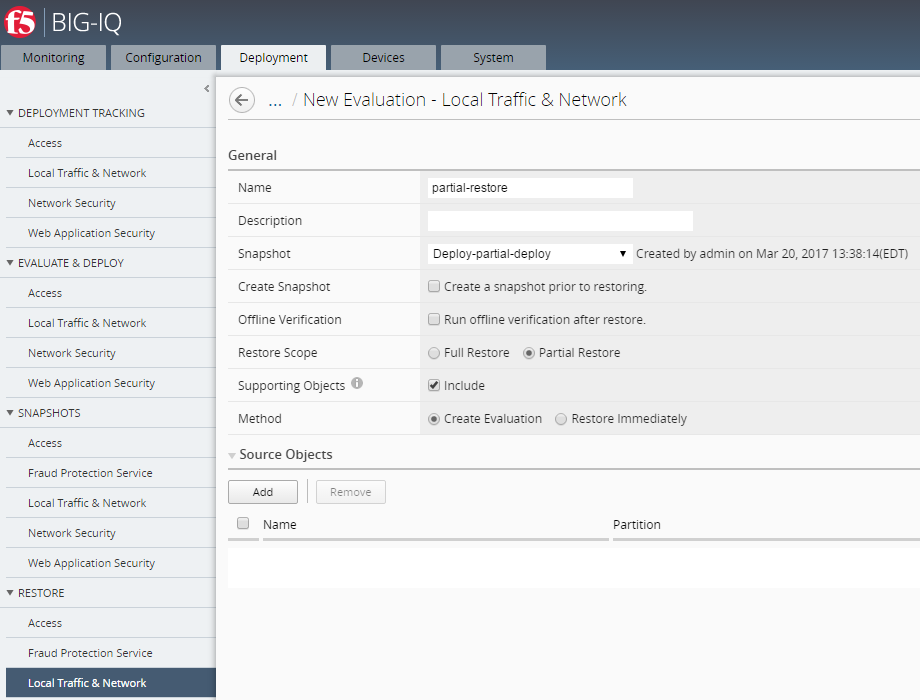 f5 BIG-IQ
Monitoring Configuration Deployment Devices System
DEPLOYMENT TRACKING
Access
Local Traffic & Network
Network Security
Web Application Security
EVALUATE & DEPLOY
Access
Local Traffic & Network
Network Security
Web Application Security
SNAPSHOTS
Access
Fraud Protection Service
Local Traffic & Network
Network Security
Web Application Security
RESTORE
Access
Fraud Protection Service
Local Traffic & Network
... / New Evaluation - Local Traffic & Network
General
Name partial-restore
Description
Snapshot Deploy-partial-deploy Created by admin on Mar 20, 2017 13:38:14(EDT)
Create Snapshot Create a snapshot prior to restoring.
Offline Verification Run offline verification after restore.
Restore Scope Full Restore Partial Restore
Supporting Objects Include
Method Create Evaluation Restore Immediately
Source Objects
Add Remove
Name Partition